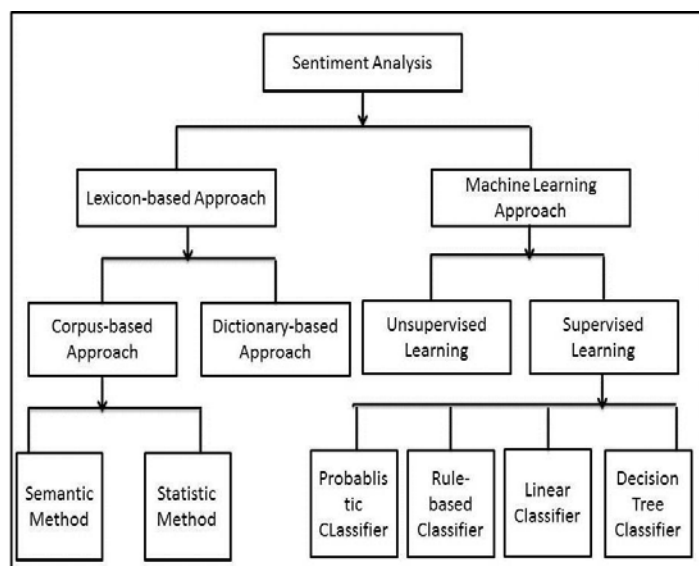 Sentiment Analysis
Lexicon-based Approach
Machine Learning
Approach
Corpus-based
Approach
Dictionary-based
Approach
Unsupervised
Learning
Supervised
Learning
Semantic
Method
Statistic
Method
Probablis
tic
CLassifier
Rule-
based
Classifier
Linear
Classifier
Decision
Tree
Classifier